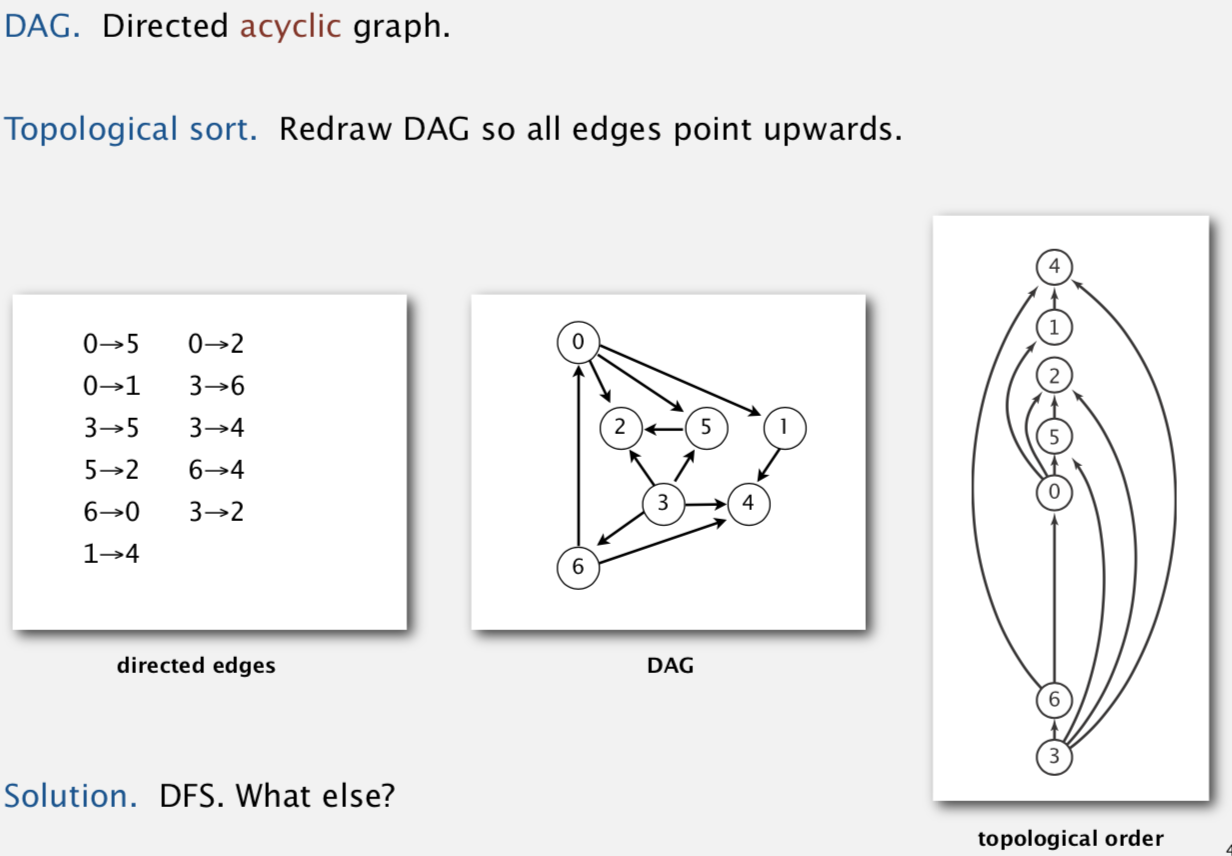 DAG. Directed acyclic graph.
Topological sort. Redraw DAG so all edges point upwards.
0→5 0→2
0→1 3→6
3→5 3→4
5→2 6→4
6→0 3→2
1→4
directed edges
0
2 5 1
3 4
6
DAG
4
1
2
5
0
6
3
topological order
Solution. DFS. What else?